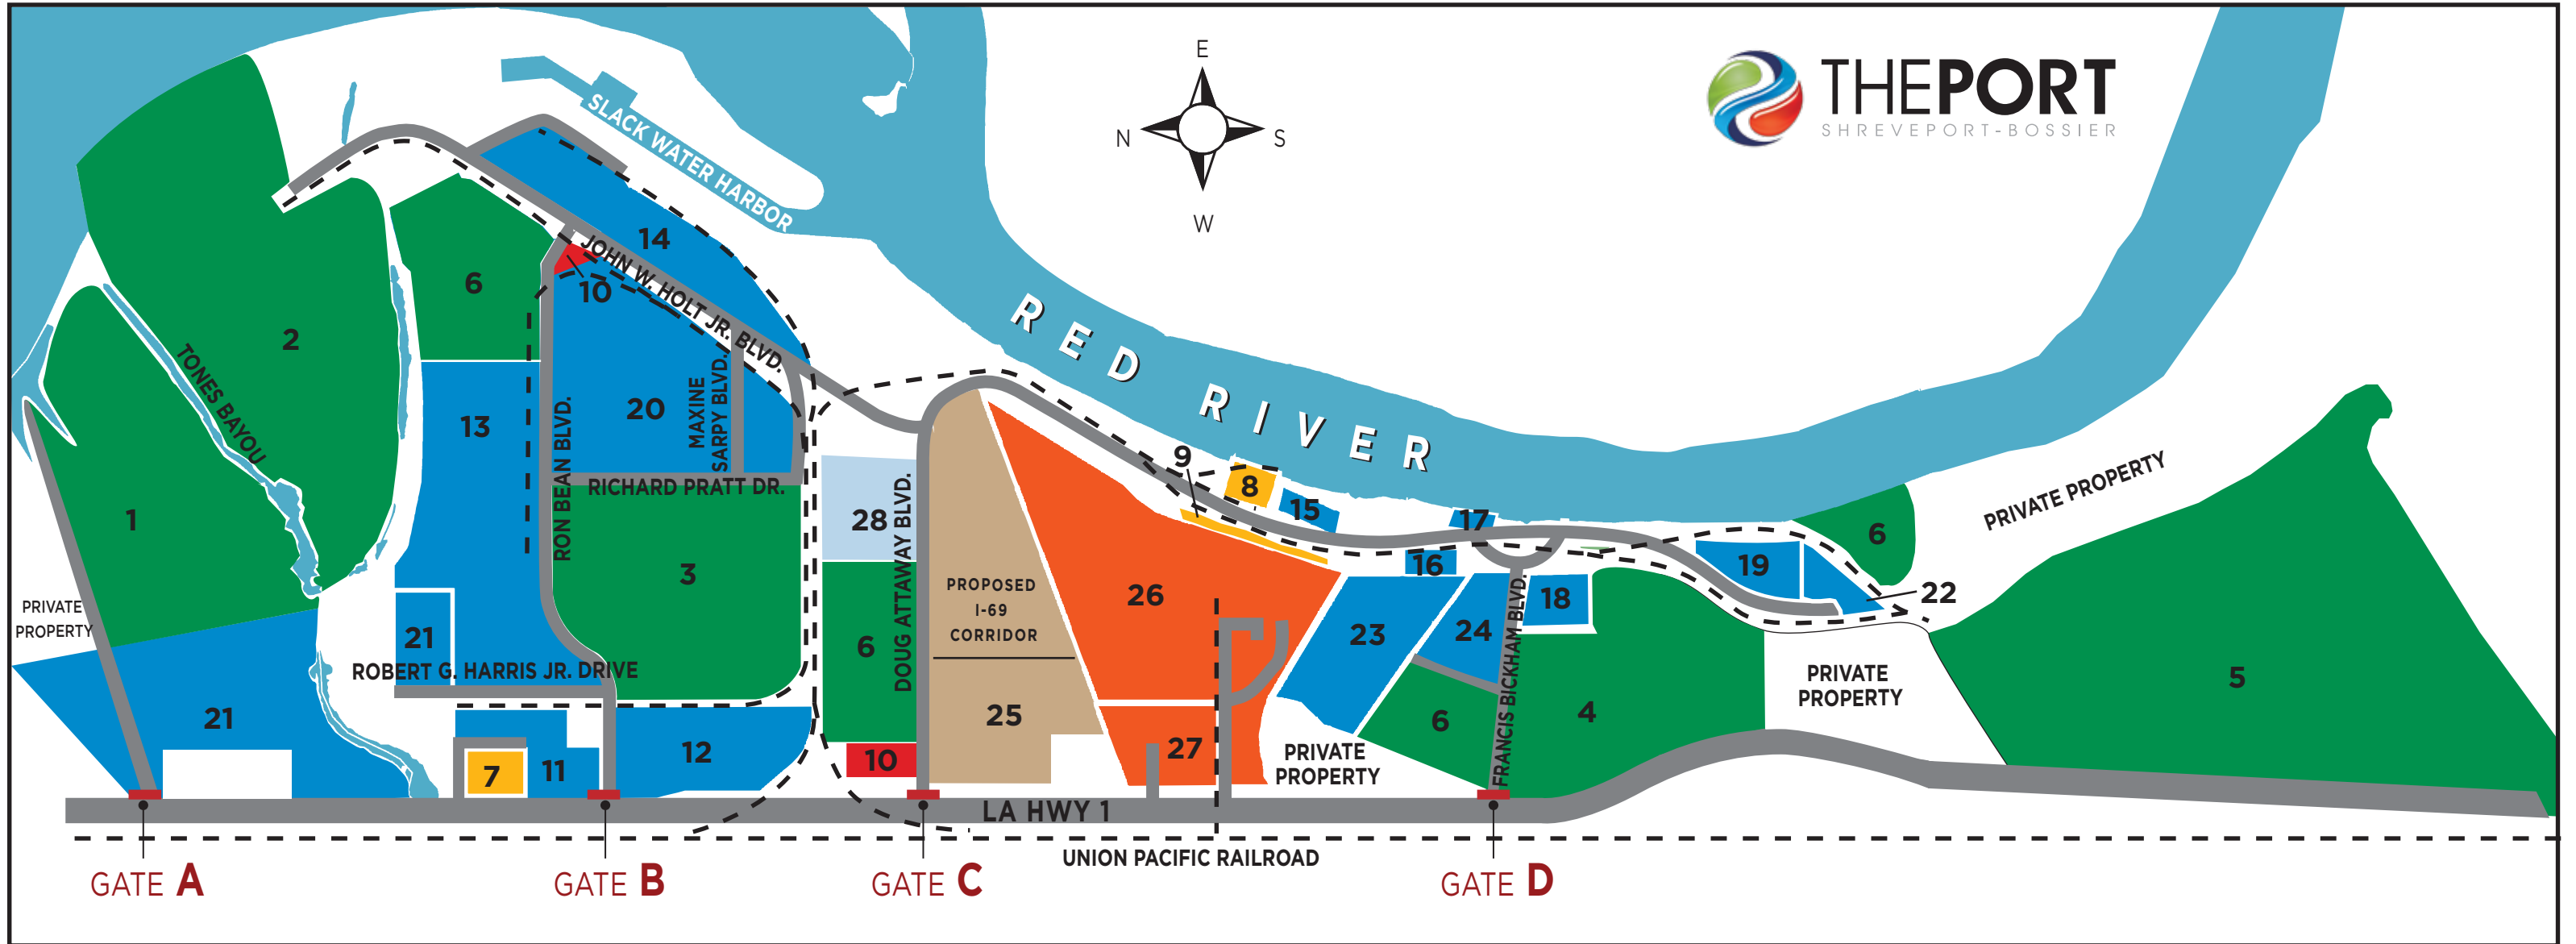 E
N
S
W
THEPORT
SHREVEPORT-BOSSIER
SLACK WATER HARBOR
RED RIVER
14
6
10
JOHN W. HOLT JR. BLVD.
2
TONES BAYOU
13
20
MAXINE
SARPY BLVD.
RON BEAN BLVD.
RICHARD PRATT DR.
1
3
28
DOUG ATTAWAY BLVD.
6
PROPOSED
I-69
CORRIDOR
25
26
27
9
8
15
17
16
18
19
22
6
23
24
FRANCIS BICKHAM BLVD.
6
4
5
PRIVATE PROPERTY
PRIVATE
PROPERTY
PRIVATE
PROPERTY
PRIVATE
PROPERTY
21
ROBERT G. HARRIS JR. DRIVE
21
7
11
12
10
LA HWY 1
UNION PACIFIC RAILROAD
GATE A
GATE B
GATE C
GATE D